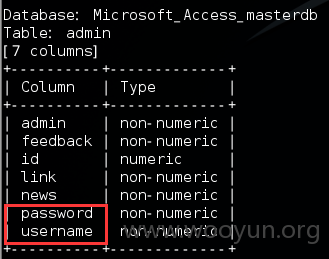 Database: Microsoft_Access_masterdb
Table: admin
[7 columns]
+----------+-------------+
| Column | Type |
+----------+-------------+
| admin | non-numeric |
| feedback | non-numeric |
| id | numeric |
| link | non-numeric |
| news | non-numeric |
| password | non-numeric |
| username | non-numeric |
+----------+-------------+
www.wooyun.org